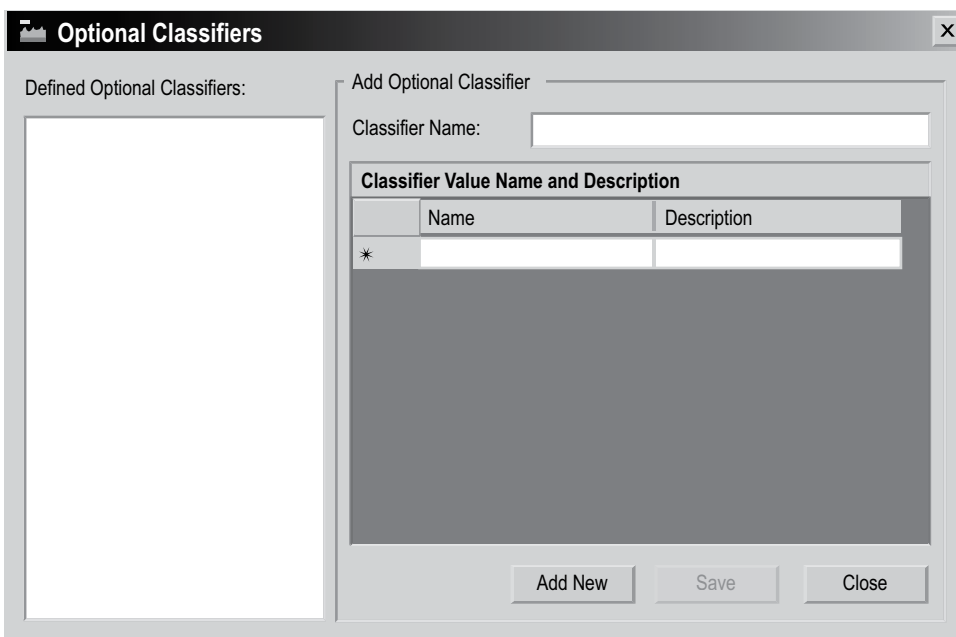 Optional Classifiers
X
Defined Optional Classifiers:
Add Optional Classifier
Classifier Name:
Classifier Value Name and Description
Name Description
✴
Add New Save Close